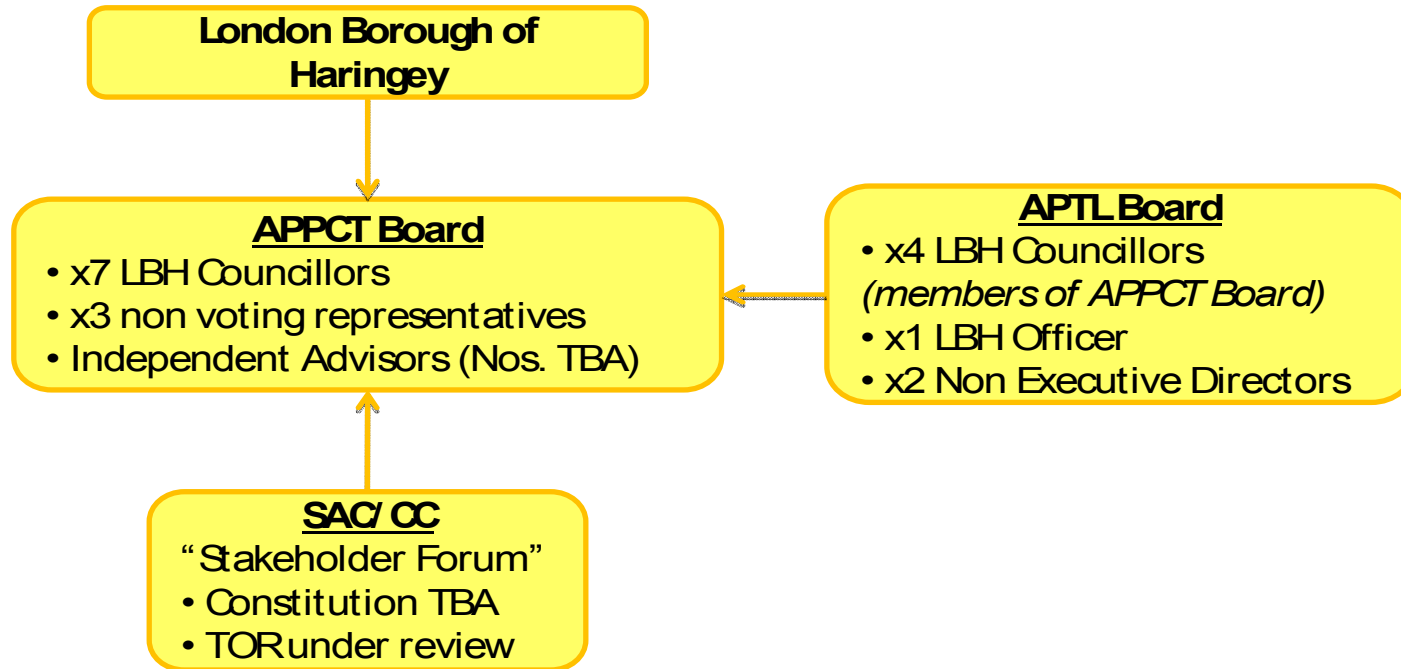 London Borough of
Haringey
APPCT Board
• x7 LBH Councillors
• x3 non voting representatives
• Independent Advisors (Nos. TBA)
APTL Board
• x4 LBH Councillors
(members of APPCT Board)
• x1 LBH Officer
• x2 Non Executive Directors
SAC/ CC
“Stakeholder Forum”
• Constitution TBA
• TOR under review